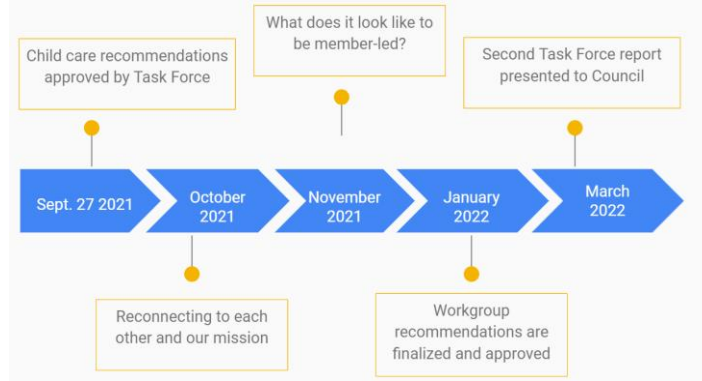 What does it look like to
be member-led?
Child care recommendations
approved by Task Force
Second Task Force report
presented to Council
Sept. 27 2021
October
2021
November
2021
January
2022
March
2022
Reconnecting to each
other and our mission
Workgroup
recommendations are
finalized and approved